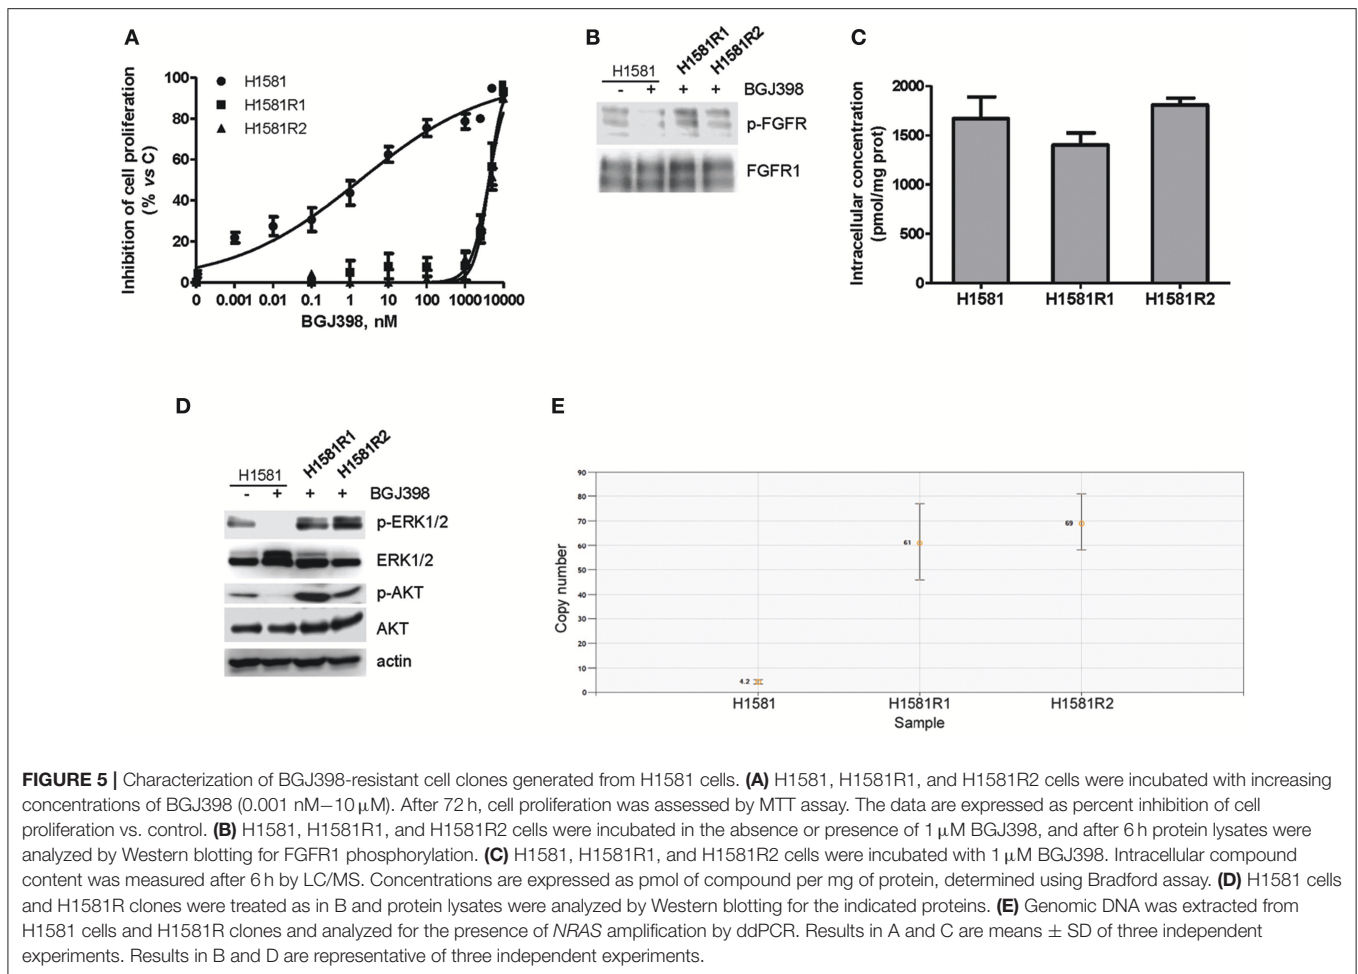 A
Inhibition of cell proliferation
(% vs C)
100
80
60
40
20
0
H1581
H1581R1
H1581R2
0 0.001 0.01 0.1 1 10 100 1000 10000
BGJ398, nM
B
H1581 H1581R1 H1581R2
- + + + BGJ398
p-FGFR
FGFR1
C
Intracellular concentration
(pmol/mg prot)
2000
1500
1000
500
0
H1581 H1581R1 H1581R2
D
H1581 H1581R1 H1581R2
- + + + BGJ398
p-ERK1/2
ERK1/2
p-AKT
AKT
actin
E
Copy number
90
80
70
60
50
40
30
20
10
0
4.2
61
69
H1581 H1581R1 H1581R2
Sample
FIGURE 5 | Characterization of BGJ398-resistant cell clones generated from H1581 cells. (A) H1581, H1581R1, and H1581R2 cells were incubated with increasing
concentrations of BGJ398 (0.001 nM–10 μM). After 72 h, cell proliferation was assessed by MTT assay. The data are expressed as percent inhibition of cell
proliferation vs. control. (B) H1581, H1581R1, and H1581R2 cells were incubated in the absence or presence of 1 μM BGJ398, and after 6 h protein lysates were
analyzed by Western blotting for FGFR1 phosphorylation. (C) H1581, H1581R1, and H1581R2 cells were incubated with 1 μM BGJ398. Intracellular compound
content was measured after 6 h by LC/MS. Concentrations are expressed as pmol of compound per mg of protein, determined using Bradford assay. (D) H1581 cells
and H1581R clones were treated as in B and protein lysates were analyzed by Western blotting for the indicated proteins. (E) Genomic DNA was extracted from
H1581 cells and H1581R clones and analyzed for the presence of NRAS amplification by ddPCR. Results in A and C are means ± SD of three independent
experiments. Results in B and D are representative of three independent experiments.